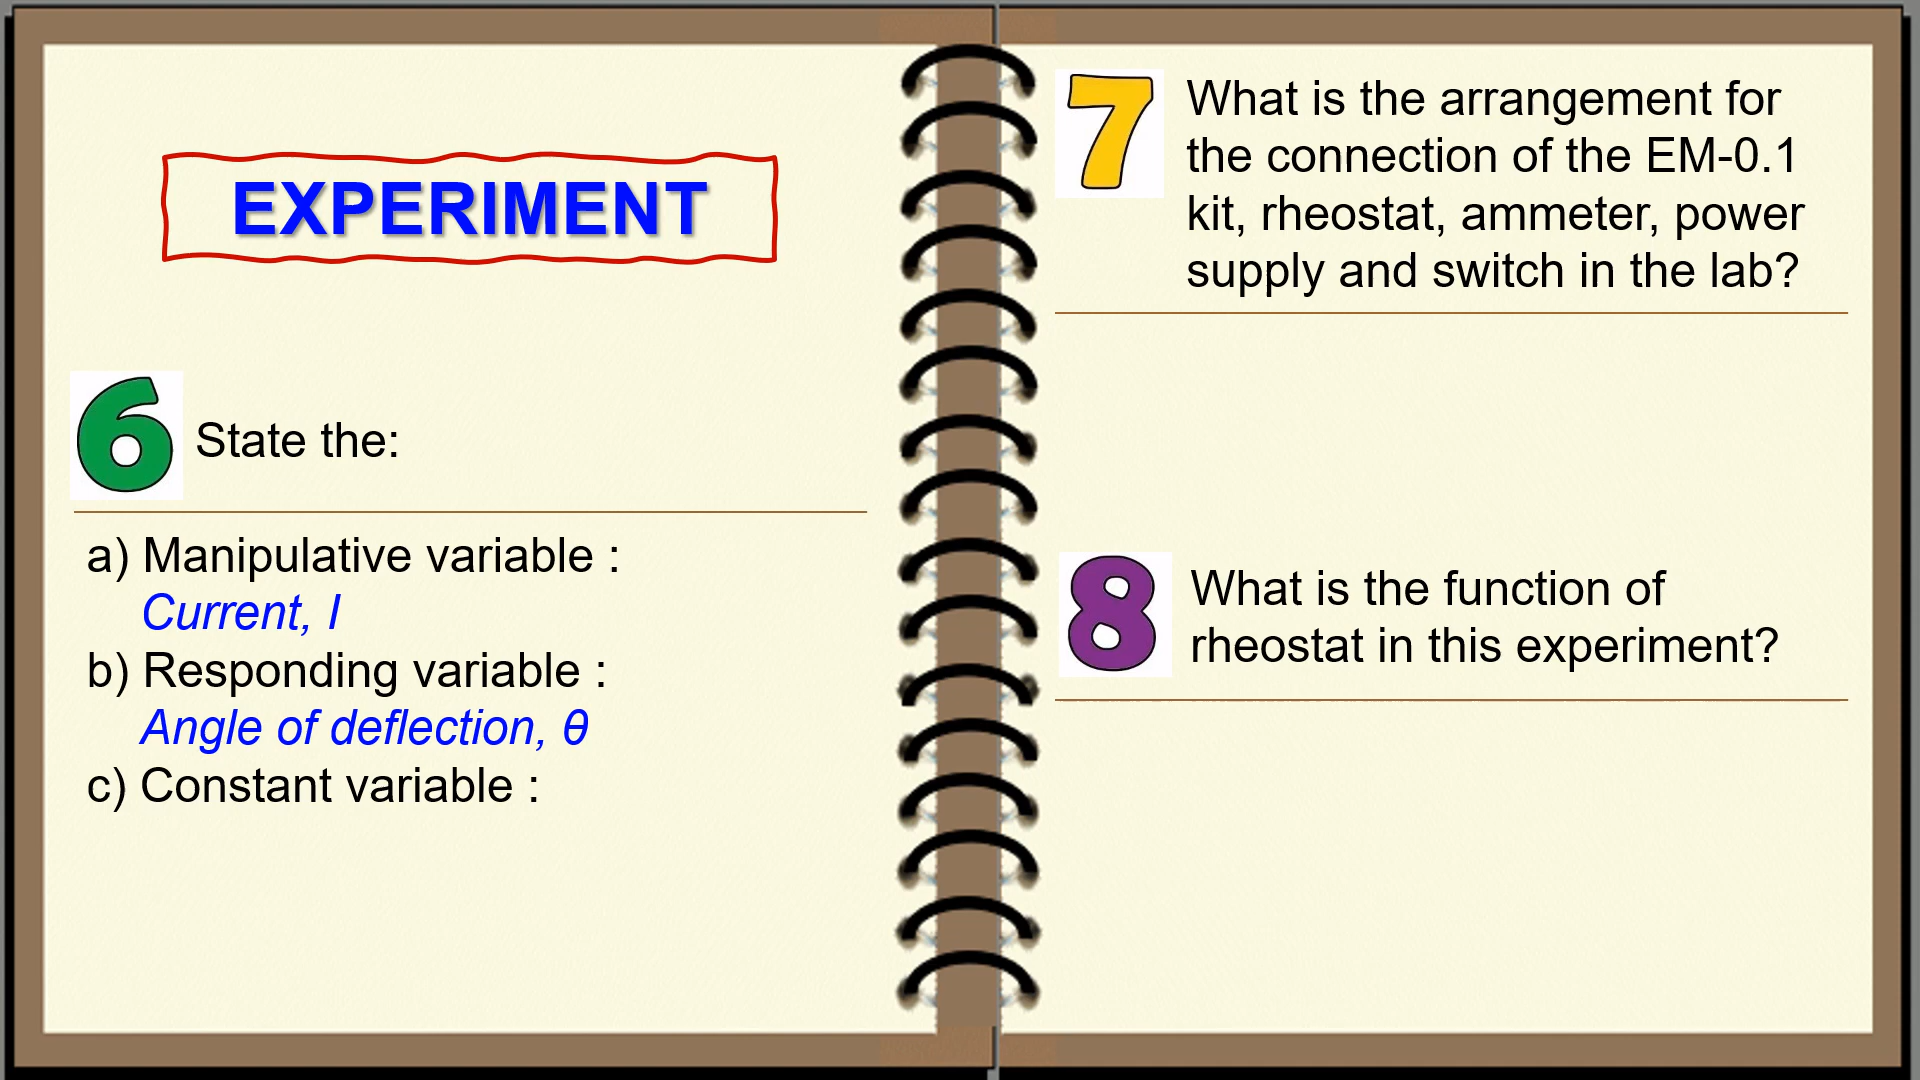 EXPERIMENT
6 State the:
a) Manipulative variable :
Current, I
b) Responding variable :
Angle of deflection, θ
c) Constant variable :
7 What is the arrangement for
the connection of the EM-0.1
kit, rheostat, ammeter, power
supply and switch in the lab?
8 What is the function of
rheostat in this experiment?